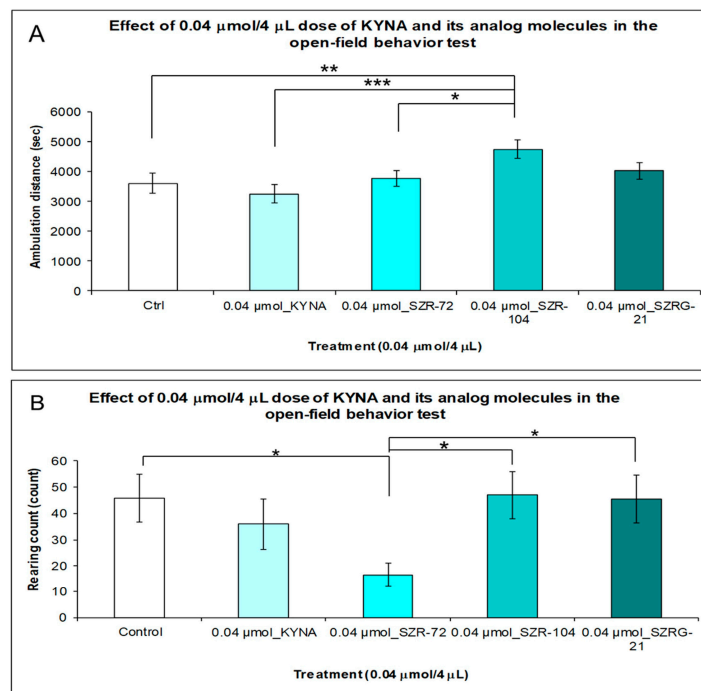 A
Effect of 0.04 µmol/4 µL dose of KYNA and its analog molecules in the
open-field behavior test
**
***
*
Ambulation distance (sec)
6000
5000
4000
3000
2000
1000
0
Ctrl
0.04 µmol_KYNA
0.04 µmol_SZR-72
0.04 µmol_SZR-
104
0.04 µmol_SZRG-
21
Treatment (0.04 µmol/4 µL)
B
Effect of 0.04 µmol/4 µL dose of KYNA and its analog molecules in the
open-field behavior test
*
*
*
Rearing count (count)
60
50
40
30
20
10
0
Control
0.04 µmol_KYNA
0.04 µmol_SZR-72
0.04 µmol_SZR-104
0.04 µmol_SZRG-
21
Treatment (0.04 µmol/4 µL)